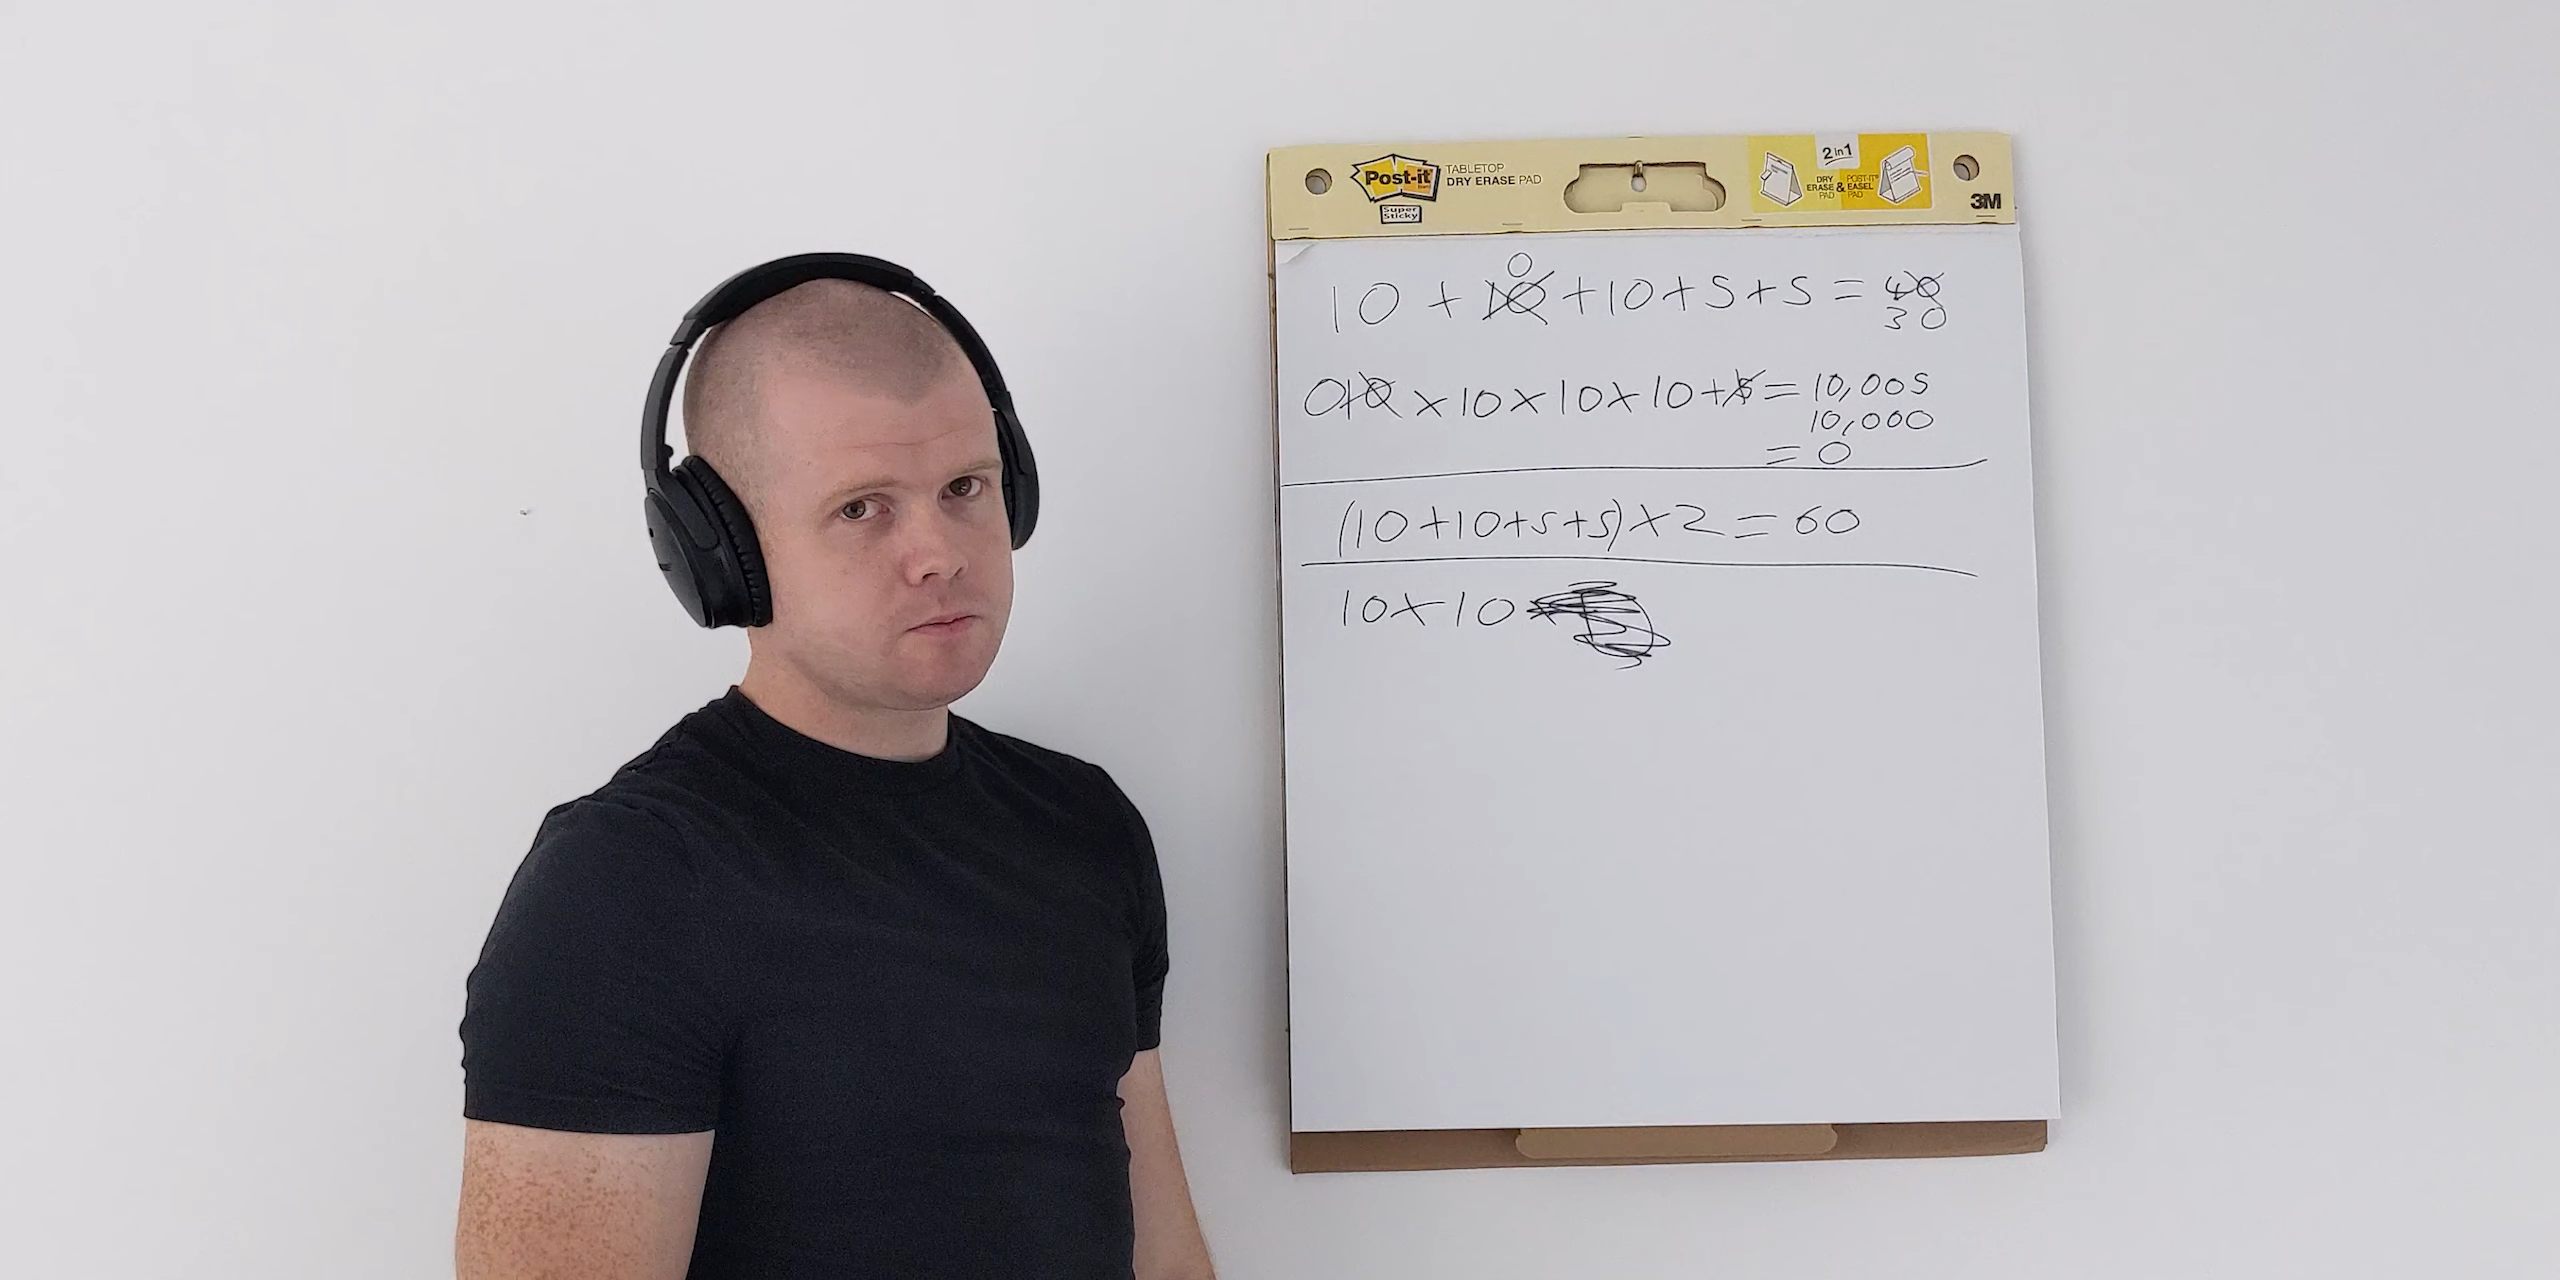 Post-it
Super Sticky
TABLETOP
DRY ERASE PAD
2 in 1
DRY ERASE PAD & POST-IT EASEL PAD
3M
0
10 + 10 + 10 + 5 + 5 = 40
30
0 10 x 10 x 10 x 10 + 5 = 10,005
10,000
= 0
(10 + 10 + 5 + 5) x 2 = 60
10 x 10